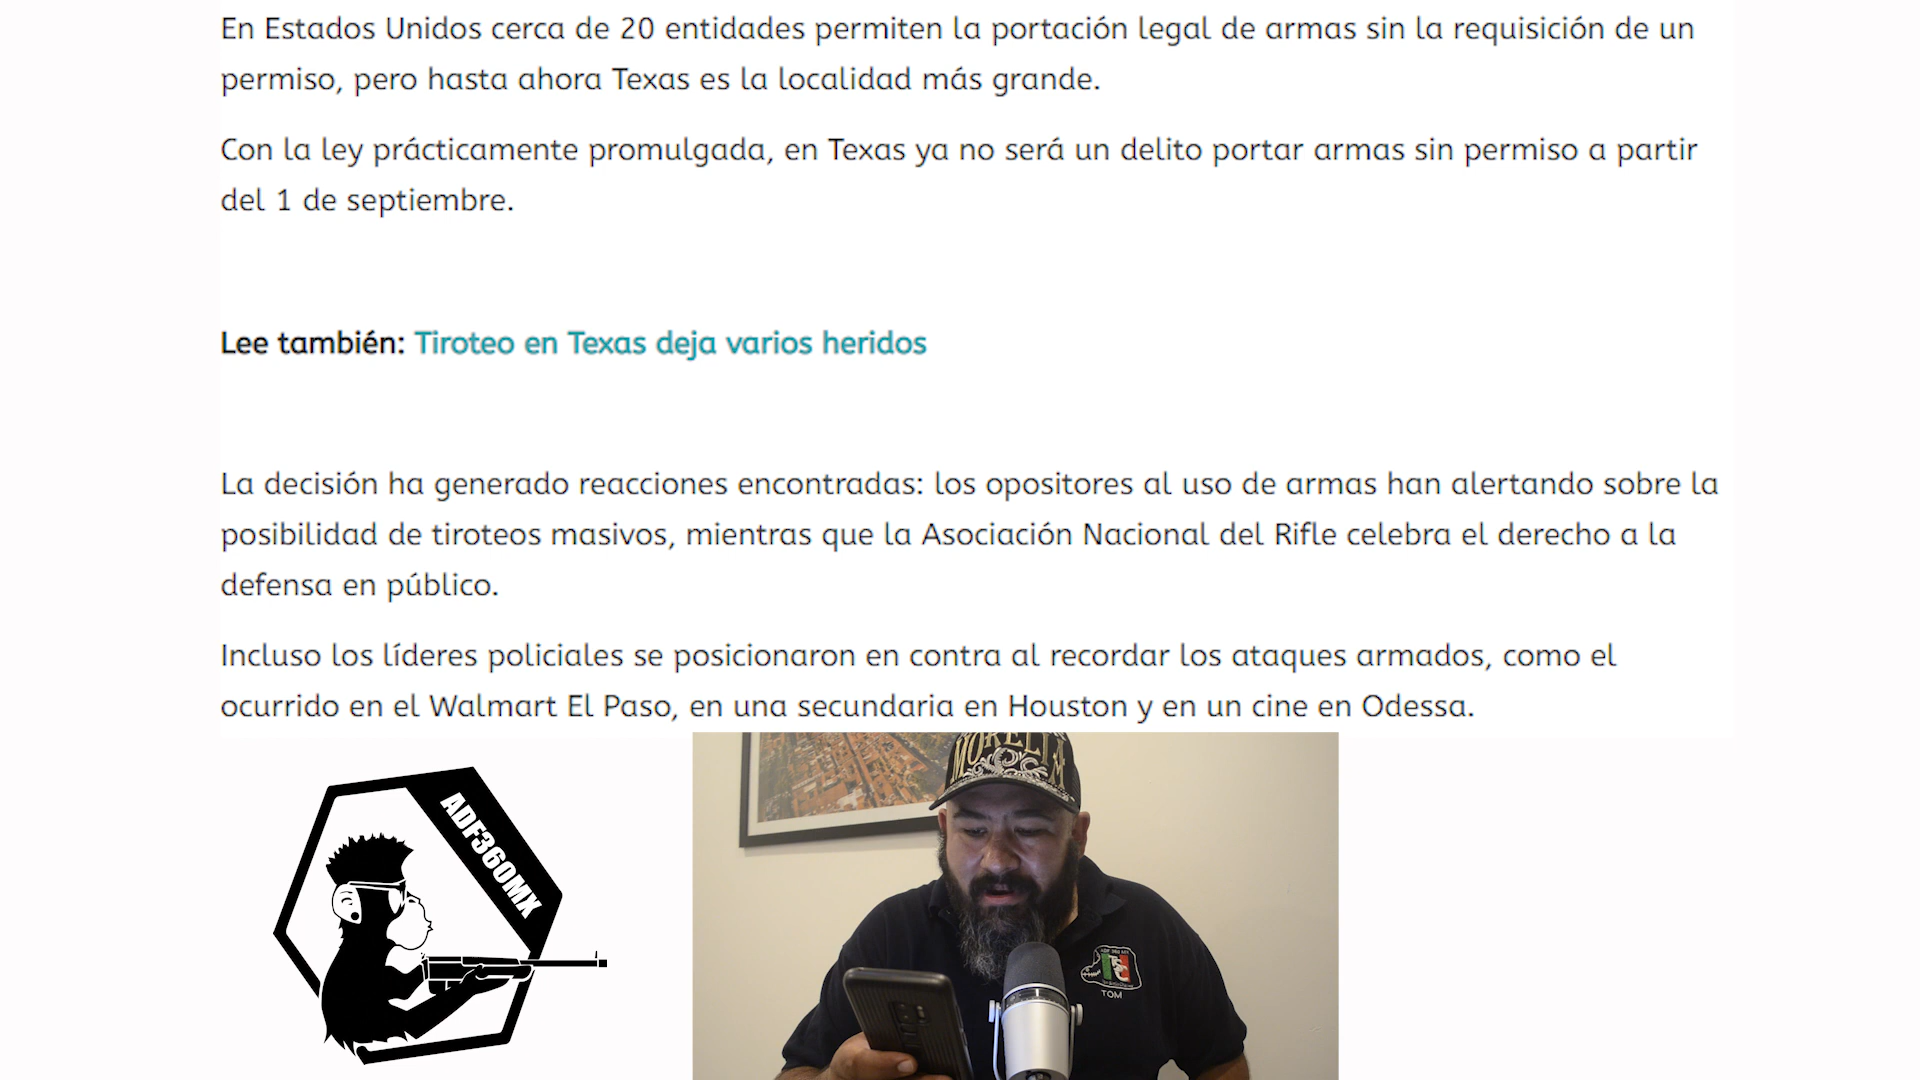 En Estados Unidos cerca de 20 entidades permiten la portación legal de armas sin la requisición de un
permiso, pero hasta ahora Texas es la localidad más grande.
Con la ley prácticamente promulgada, en Texas ya no será un delito portar armas sin permiso a partir
del 1 de septiembre.
Lee también: Tiroteo en Texas deja varios heridos
La decisión ha generado reacciones encontradas: los opositores al uso de armas han alertando sobre la
posibilidad de tiroteos masivos, mientras que la Asociación Nacional del Rifle celebra el derecho a la
defensa en público.
Incluso los líderes policiales se posicionaron en contra al recordar los ataques armados, como el
ocurrido en el Walmart El Paso, en una secundaria en Houston y en un cine en Odessa.
ADF360MX
MORELIA
TOM